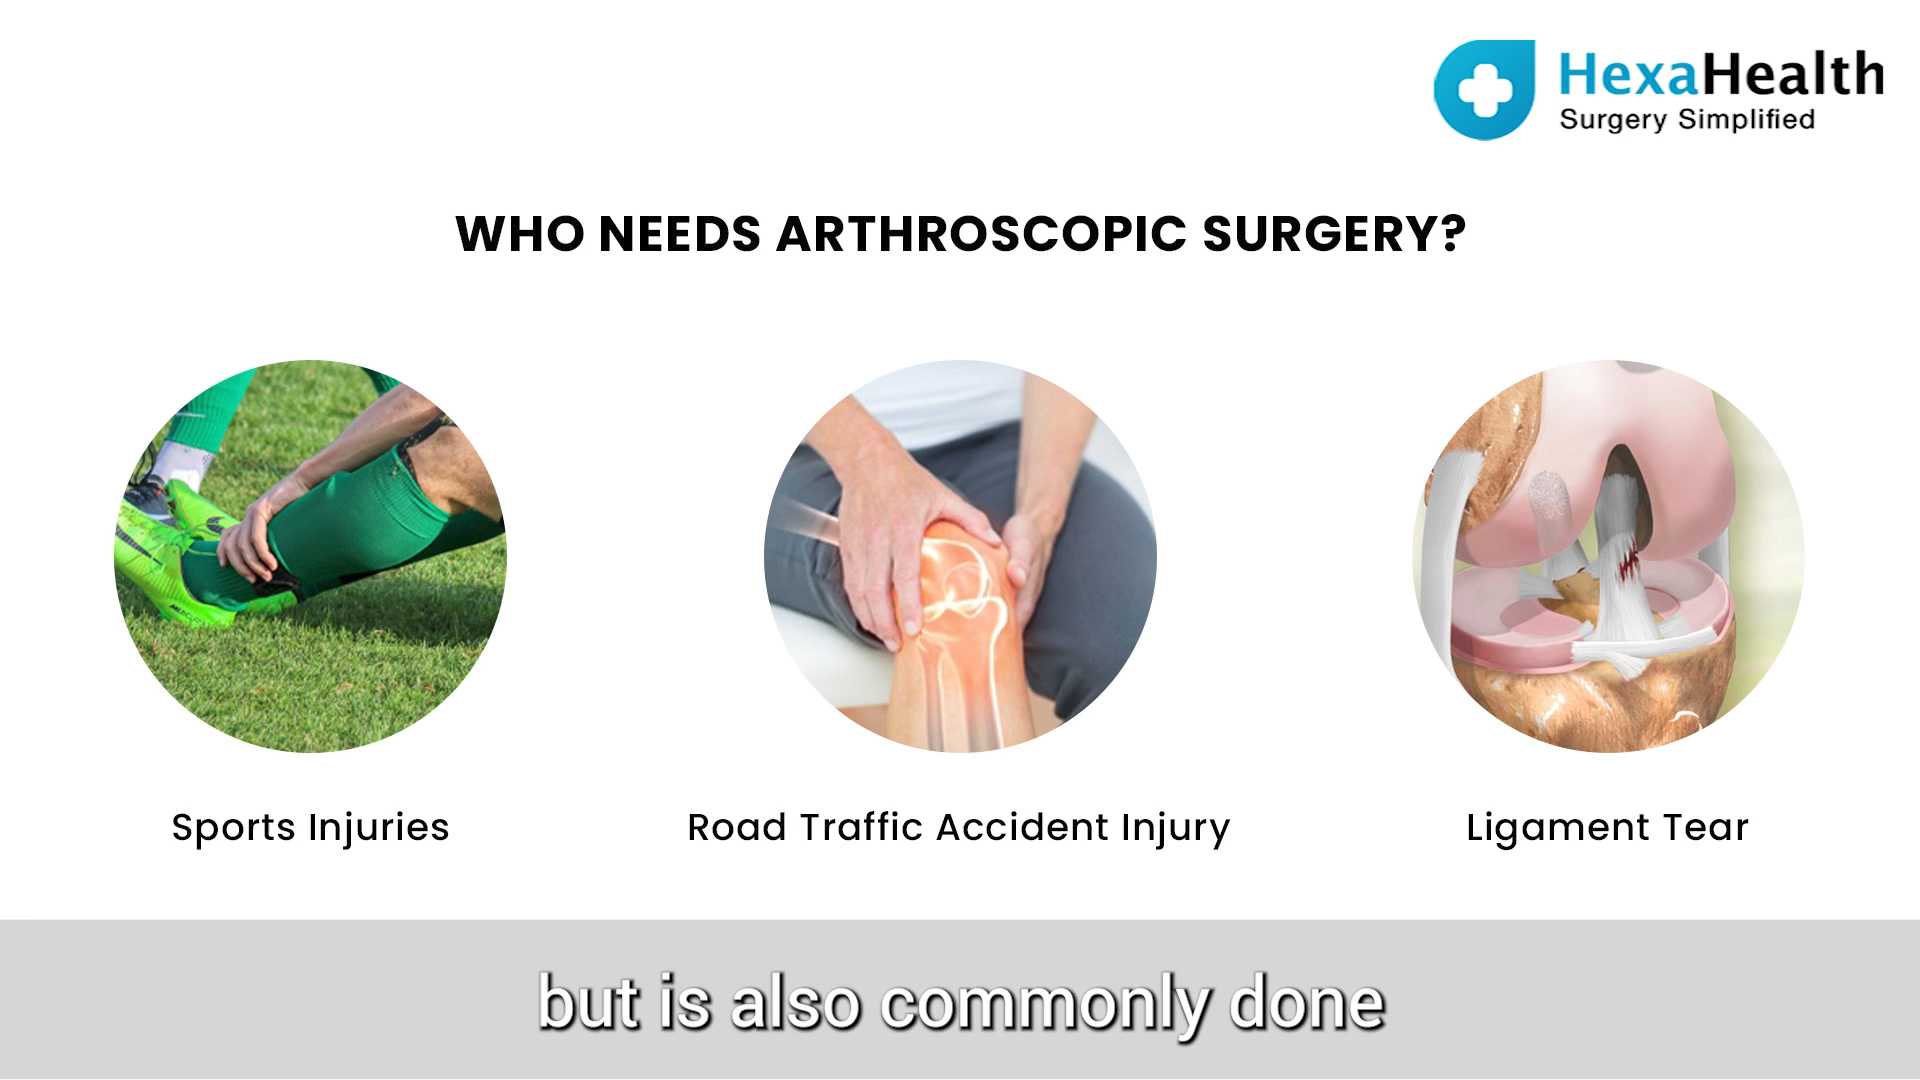 HexaHealth
Surgery Simplified
WHO NEEDS ARTHROSCOPIC SURGERY?
Sports Injuries
Road Traffic Accident Injury
Ligament Tear
but is also commonly done